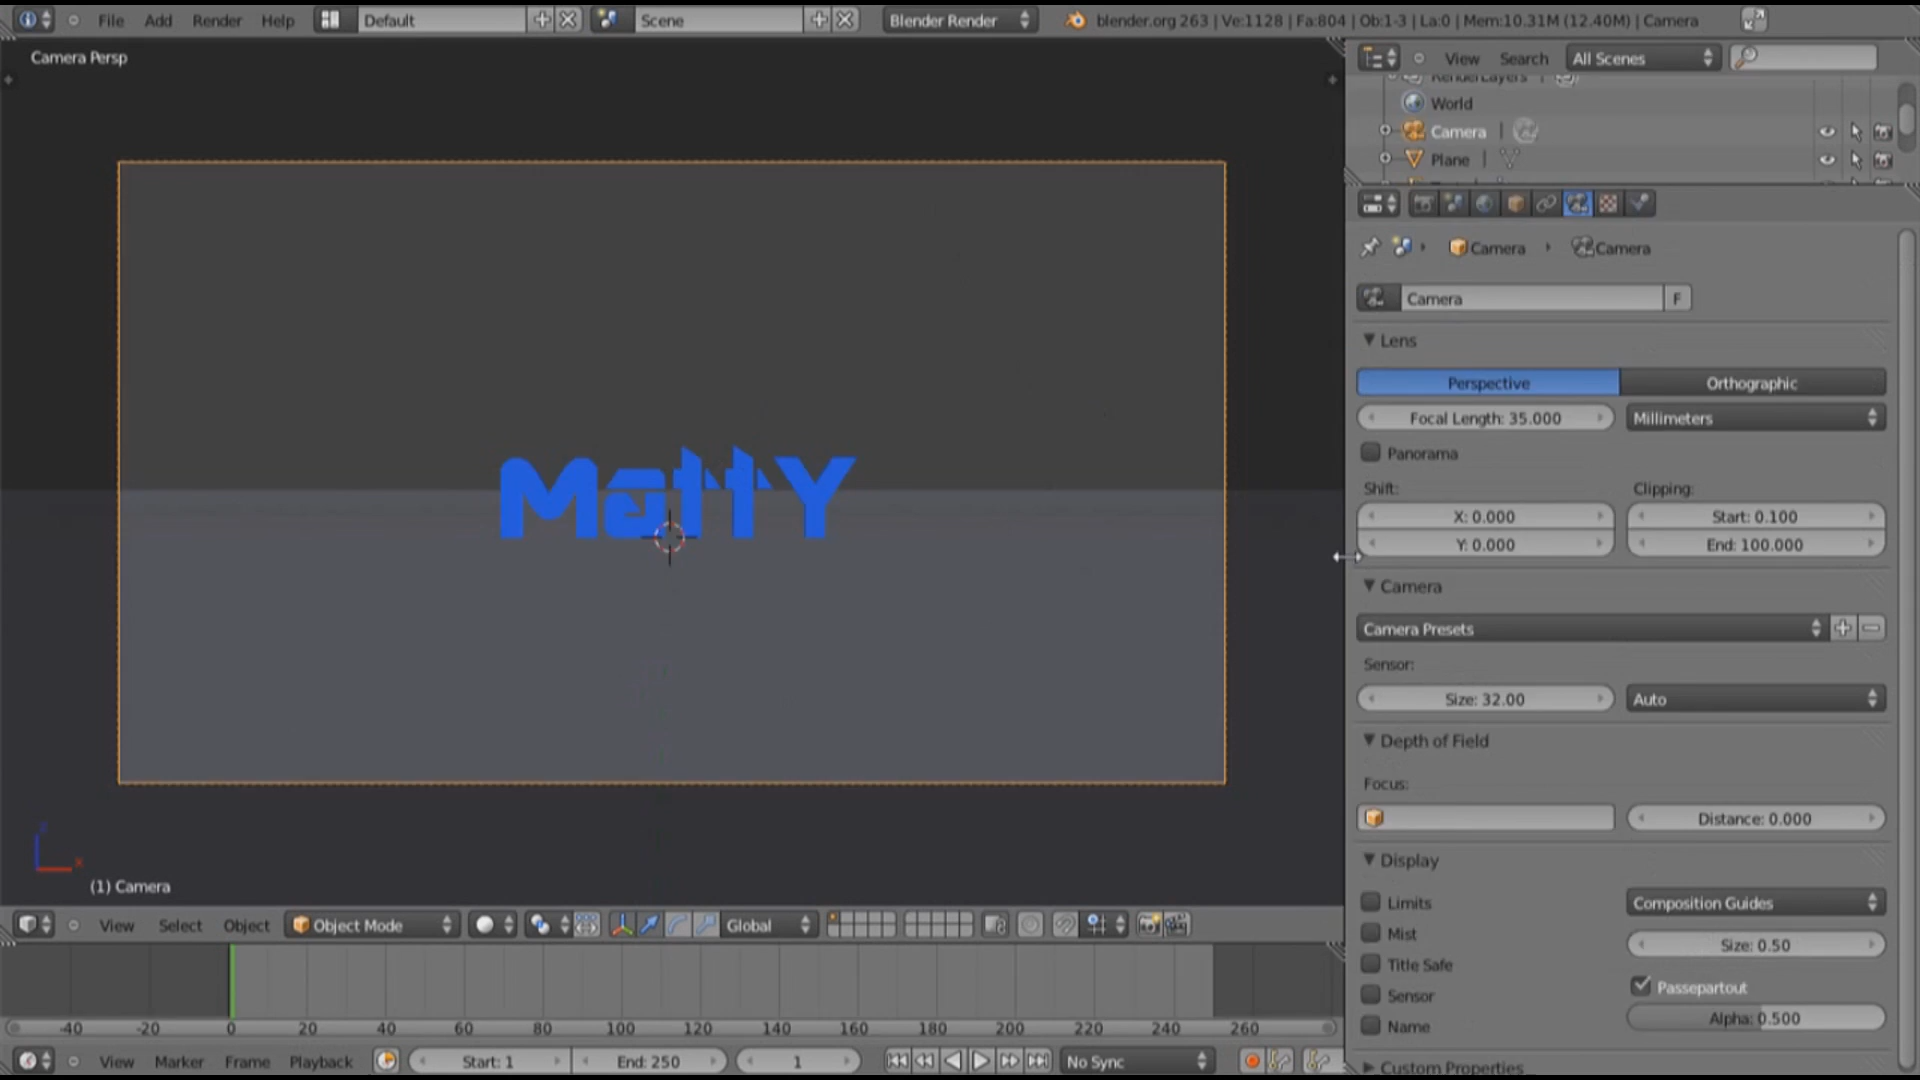 File Add Render Help Default Scene Blender Render blender.org 263 | Ve:1128 | Fa:804 | Ob:1-3 | La:0 | Mem:10.31M (12.40M) | Camera
Camera Persp
View Search All Scenes
RenderLayers |
World
Camera |
Plane |
Camera Camera
Camera F
Lens
Perspective Orthographic
Focal Length: 35.000 Millimeters
Panorama
Shift: Clipping:
X: 0.000 Start: 0.100
Y: 0.000 End: 100.000
MattY
Camera
Camera Presets
Sensor:
Size: 32.00 Auto
Depth of Field
Focus:
Distance: 0.000
Display
Limits Composition Guides
Mist Size: 0.50
Title Safe
Passepartout
Sensor
Alpha: 0.500
Name
Custom Properties
z
x
(1) Camera
View Select Object Object Mode Global
-40 -20 0 20 40 60 80 100 120 140 160 180 200 220 240 260
View Marker Frame Playback Start: 1 End: 250 1 No Sync